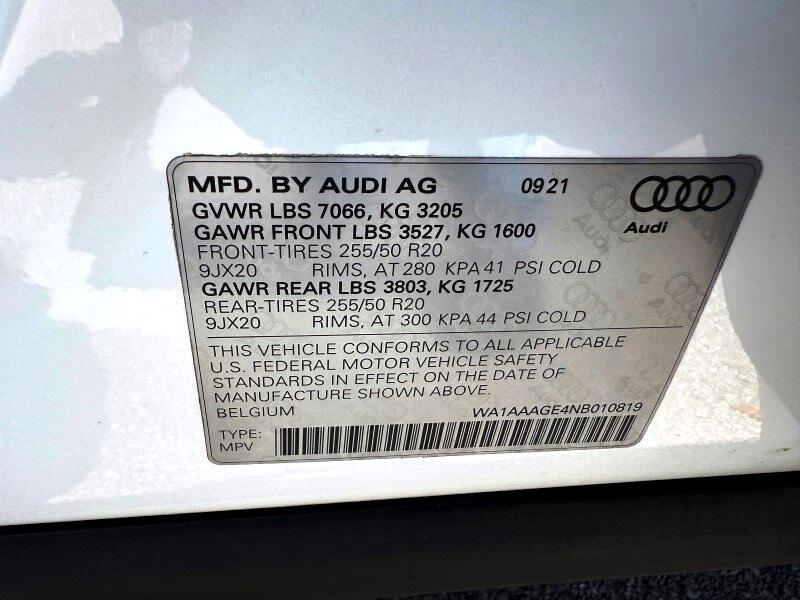 MFD. BY AUDI AG 09 21
GVWR LBS 7066, KG 3205
GAWR FRONT LBS 3527, KG 1600
Audi
FRONT-TIRES 255/50 R20
9JX20 RIMS, AT 280 KPA 41 PSI COLD
GAWR REAR LBS 3803, KG 1725
REAR-TIRES 255/50 R20
9JX20 RIMS, AT 300 KPA 44 PSI COLD
THIS VEHICLE CONFORMS TO ALL APPLICABLE
U.S. FEDERAL MOTOR VEHICLE SAFETY
STANDARDS IN EFFECT ON THE DATE OF
MANUFACTURE SHOWN ABOVE.
BELGIUM WA1AAAGE4NB010819
TYPE:
MPV